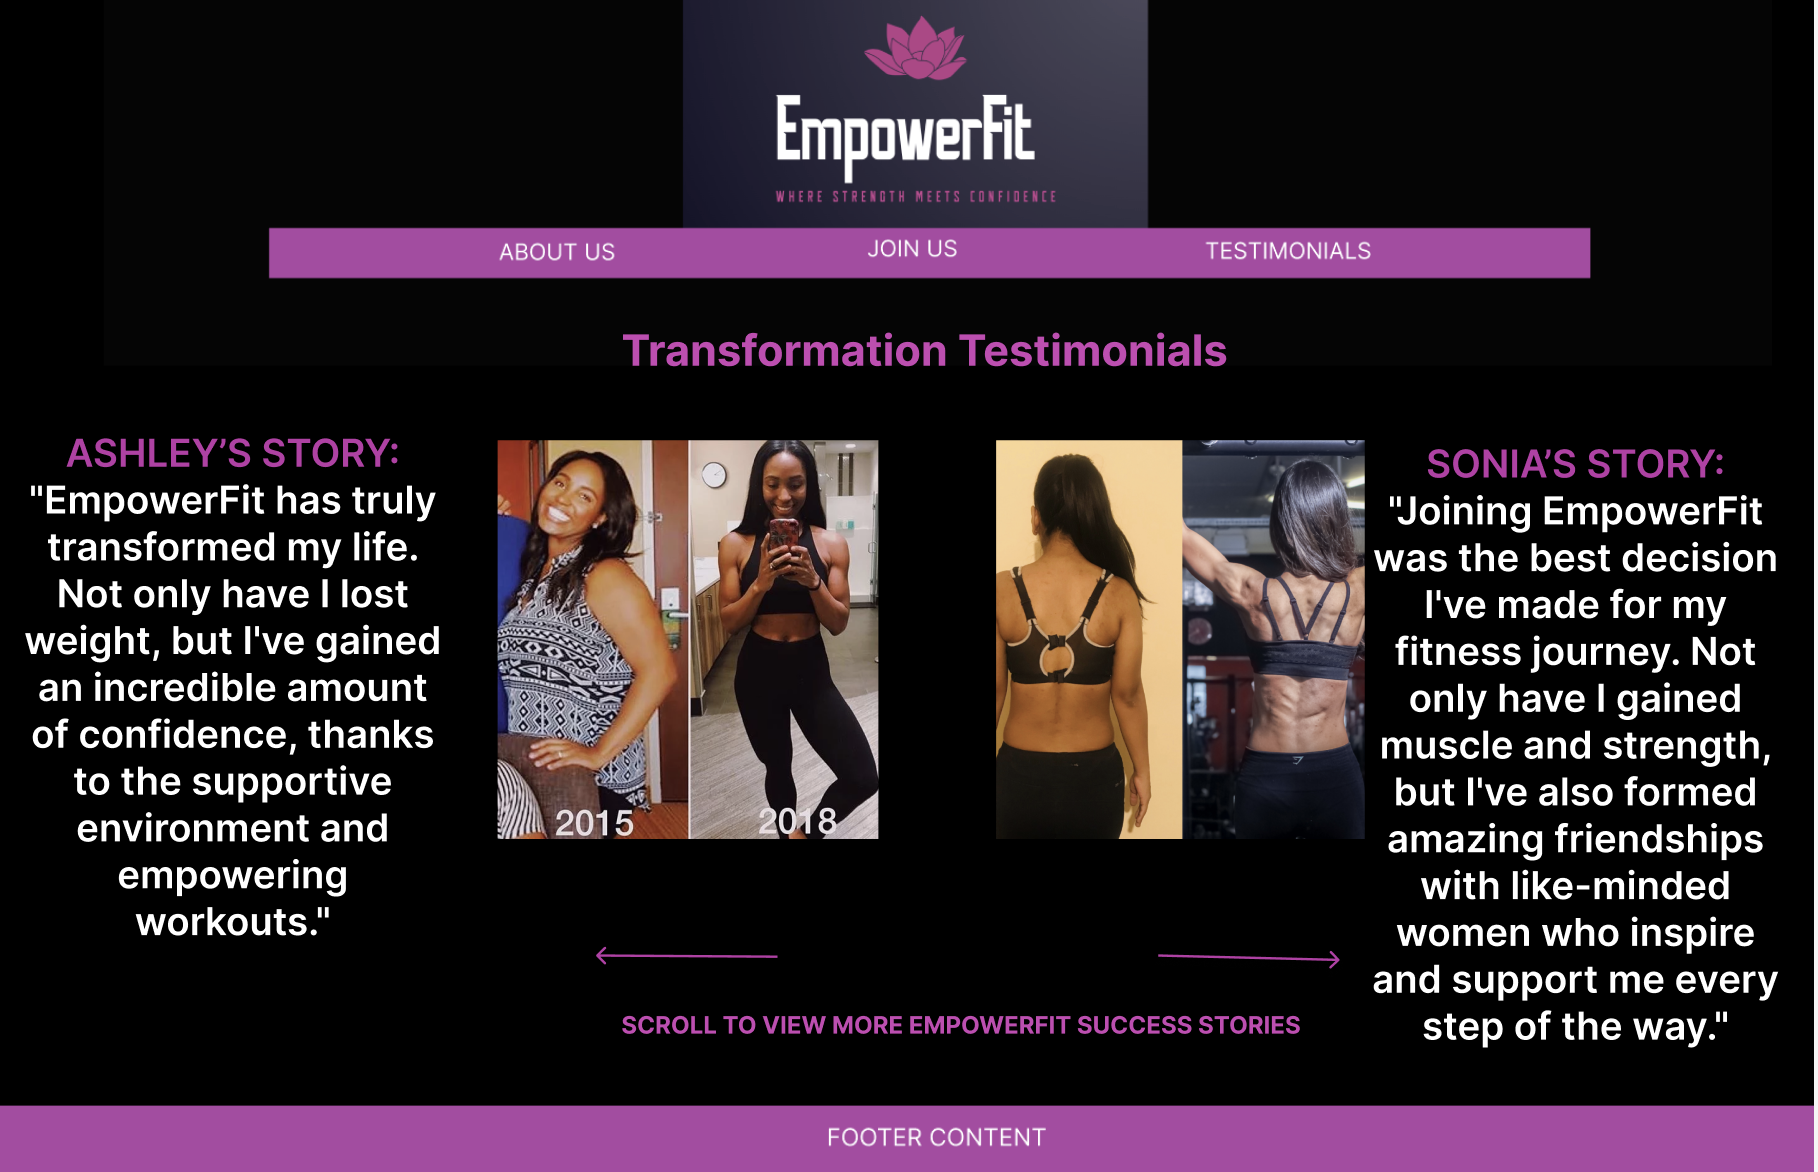 EmpowerFit
WHERE STRENGTH MEETS CONFIDENCE
ABOUT US
JOIN US
TESTIMONIALS
Transformation Testimonials
ASHLEY’S STORY:
"EmpowerFit has truly
transformed my life.
Not only have I lost
weight, but I've gained
an incredible amount
of confidence, thanks
to the supportive
environment and
empowering
workouts."
2015
2018
SONIA’S STORY:
"Joining EmpowerFit
was the best decision
I've made for my
fitness journey. Not
only have I gained
muscle and strength,
but I've also formed
amazing friendships
with like-minded
women who inspire
and support me every
step of the way."
SCROLL TO VIEW MORE EMPOWERFIT SUCCESS STORIES
FOOTER CONTENT